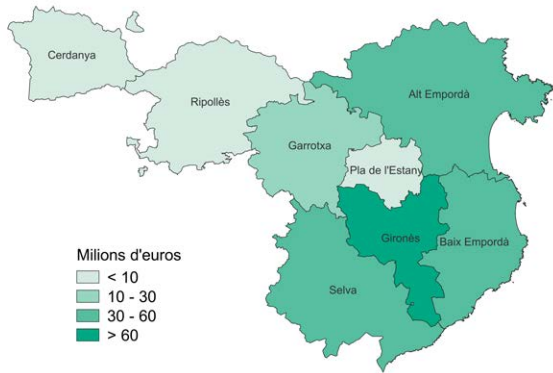 Cerdanya
Ripollès
Alt Empordà
Garrotxa
Pla de l'Estany
Gironès
Baix Empordà
Selva
Milions d'euros
< 10
10 - 30
30 - 60
> 60